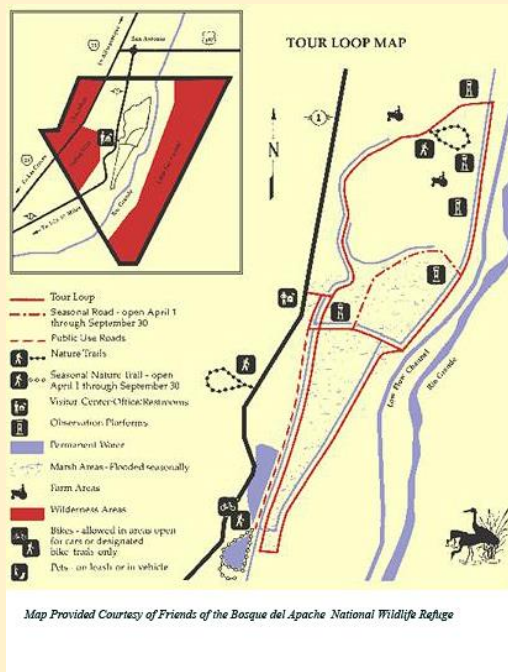 TOUR LOOP MAP
San Antonio
To Albuquerque
Rio Grande
1
N
Tour Loop
Seasonal Road - open April 1
through September 30
Public Use Roads
Nature Trails
Seasonal Nature Trail - open
April 1 through September 30
Visitor Center-Office/Restrooms
Observation Platforms
Permanent Water
Marsh Areas - Flooded seasonally
Farm Areas
Wilderness Areas
Bikes - allowed in areas open
for cars or designated
bike trails only
Pets - on leash or in vehicle
Low Flow Channel
Rio Grande
Map Provided Courtesy of Friends of the Bosque del Apache National Wildlife Refuge